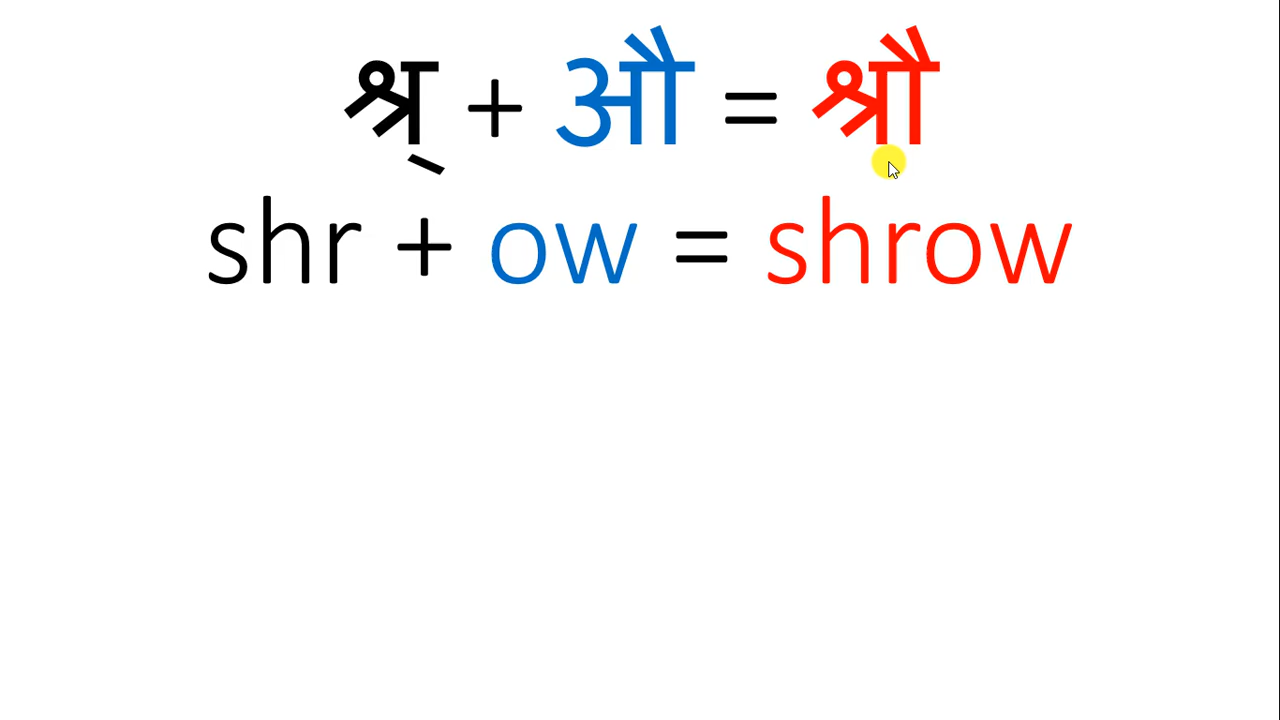 श्र् + औ = श्रौ
shr + ow = shrow